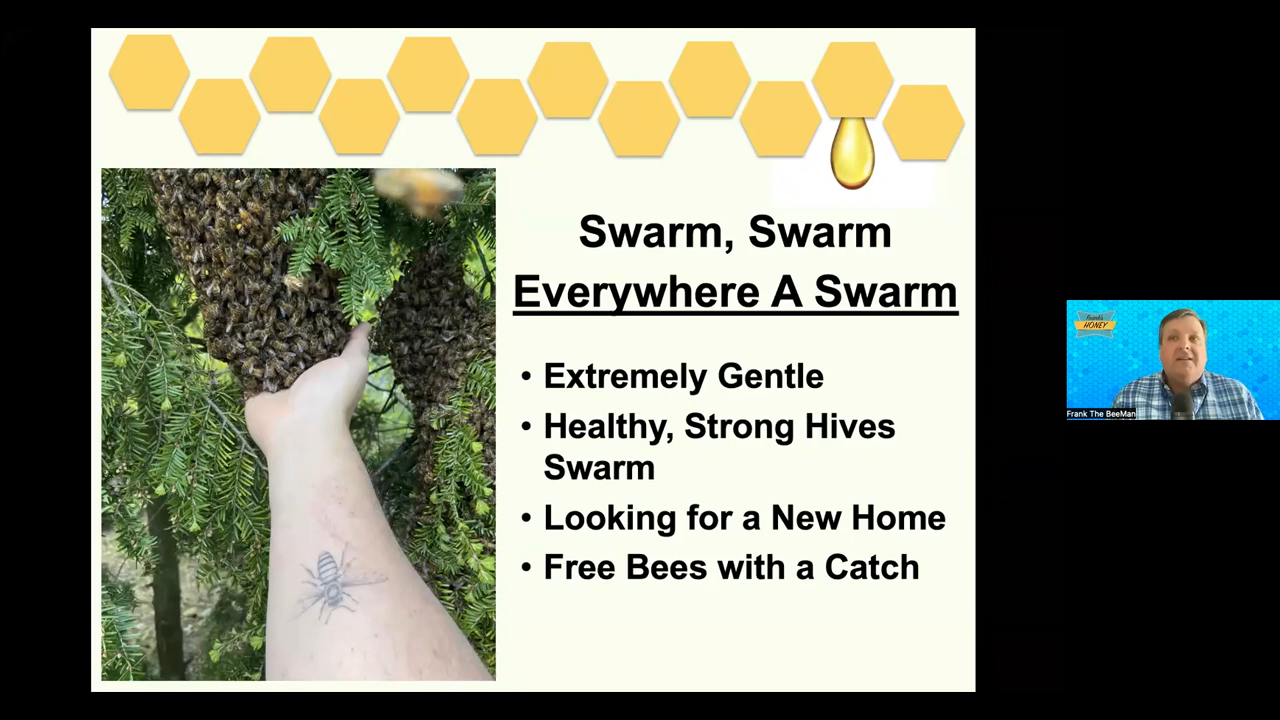 Swarm, Swarm
Everywhere A Swarm
• Extremely Gentle
• Healthy, Strong Hives
Swarm
• Looking for a New Home
• Free Bees with a Catch
HONEY
Frank The BeeMan